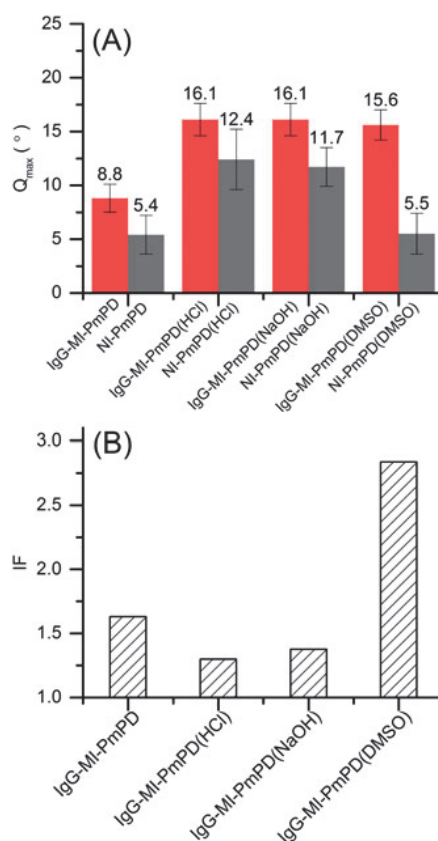 (A)
Qmax ( ° )
25
20
15
10
5
0
8.8
5.4
16.1
12.4
16.1
11.7
15.6
5.5
IgG-MI-PmPD
NI-PmPD
IgG-MI-PmPD(HCl)
NI-PmPD(HCl)
IgG-MI-PmPD(NaOH)
NI-PmPD(NaOH)
IgG-MI-PmPD(DMSO)
NI-PmPD(DMSO)
(B)
IF
3.0
2.5
2.0
1.5
1.0
IgG-MI-PmPD
IgG-MI-PmPD(HCl)
IgG-MI-PmPD(NaOH)
IgG-MI-PmPD(DMSO)